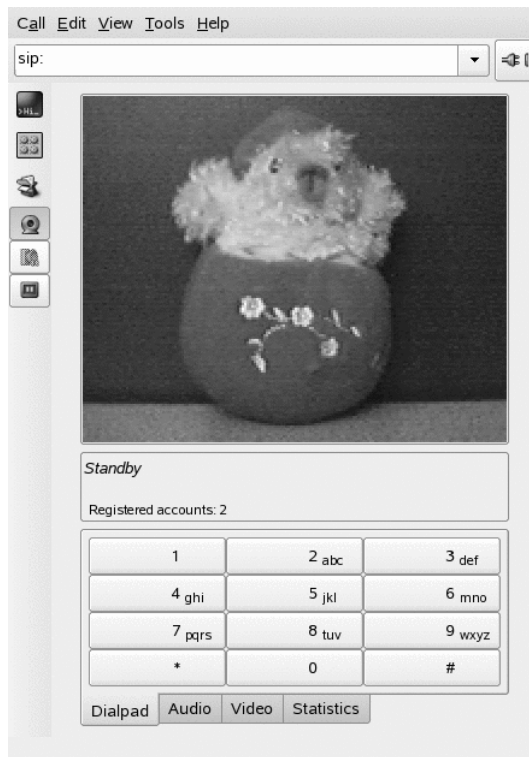 Call Edit View Tools Help
sip:
>Hi_
Standby
Registered accounts: 2
1 2 abc 3 def
4 ghi 5 jkl 6 mno
7 pqrs 8 tuv 9 wxyz
* 0 #
Dialpad Audio Video Statistics